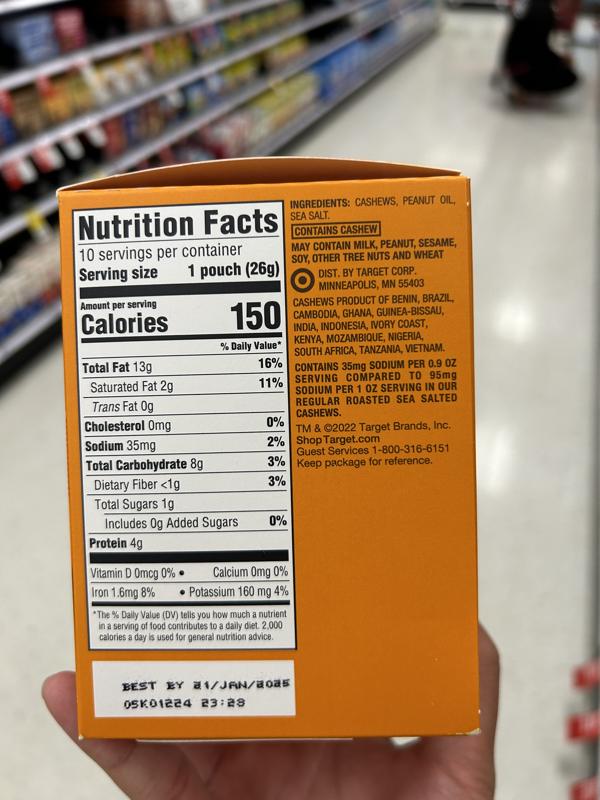 Nutrition Facts
10 servings per container
Serving size 1 pouch (26g)
Amount per serving
Calories 150
% Daily Value*
Total Fat 13g 16%
Saturated Fat 2g 11%
Trans Fat 0g
Cholesterol 0mg 0%
Sodium 35mg 2%
Total Carbohydrate 8g 3%
Dietary Fiber <1g 3%
Total Sugars 1g
Includes 0g Added Sugars 0%
Protein 4g
Vitamin D 0mcg 0% • Calcium 0mg 0%
Iron 1.6mg 8% • Potassium 160 mg 4%
*The % Daily Value (DV) tells you how much a nutrient
in a serving of food contributes to a daily diet. 2,000
calories a day is used for general nutrition advice.
BEST BY 21/JAN/2025
05K01224 23:28
INGREDIENTS: CASHEWS, PEANUT OIL,
SEA SALT.
CONTAINS CASHEW
MAY CONTAIN MILK, PEANUT, SESAME,
SOY, OTHER TREE NUTS AND WHEAT
DIST. BY TARGET CORP.
MINNEAPOLIS, MN 55403
CASHEWS PRODUCT OF BENIN, BRAZIL,
CAMBODIA, GHANA, GUINEA-BISSAU,
INDIA, INDONESIA, IVORY COAST,
KENYA, MOZAMBIQUE, NIGERIA,
SOUTH AFRICA, TANZANIA, VIETNAM.
CONTAINS 35mg SODIUM PER 0.9 OZ
SERVING COMPARED TO 95mg
SODIUM PER 1 OZ SERVING IN OUR
REGULAR ROASTED SEA SALTED
CASHEWS.
TM & ©2022 Target Brands, Inc.
ShopTarget.com
Guest Services 1-800-316-6151
Keep package for reference.